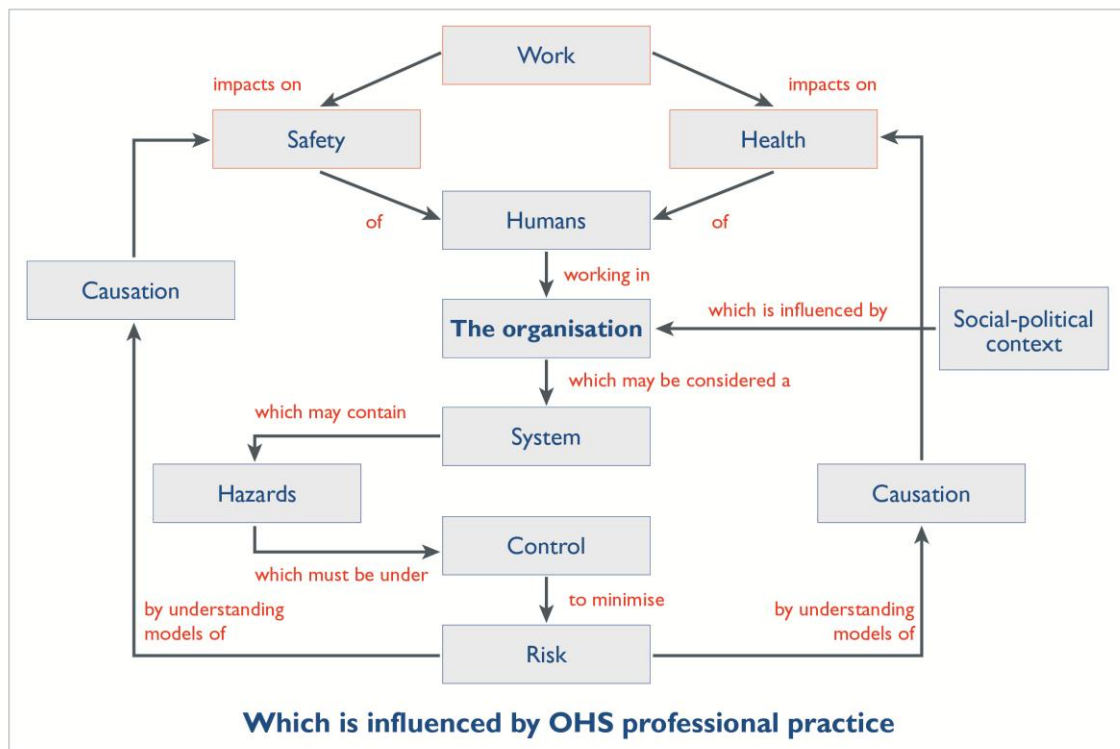 Work
impacts on
impacts on
Safety
Health
of
Humans
of
working in
Causation
The organisation
which is influenced by
Social-political
context
which may be considered a
which may contain
System
Hazards
Causation
Control
which must be under
by understanding
models of
to minimise
by understanding
models of
Risk
Which is influenced by OHS professional practice